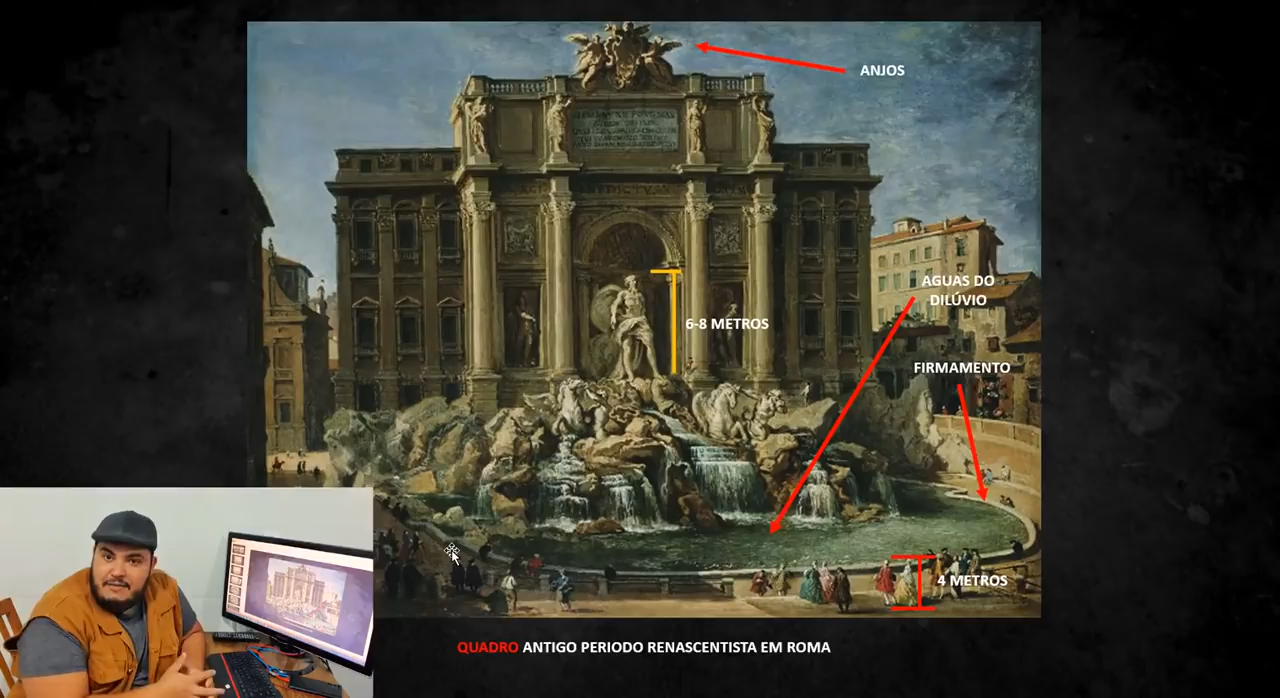 ANJOS
AGUAS DO
DILÚVIO
6-8 METROS
FIRMAMENTO
4 METROS
QUADRO ANTIGO PERIODO RENASCENTISTA EM ROMA